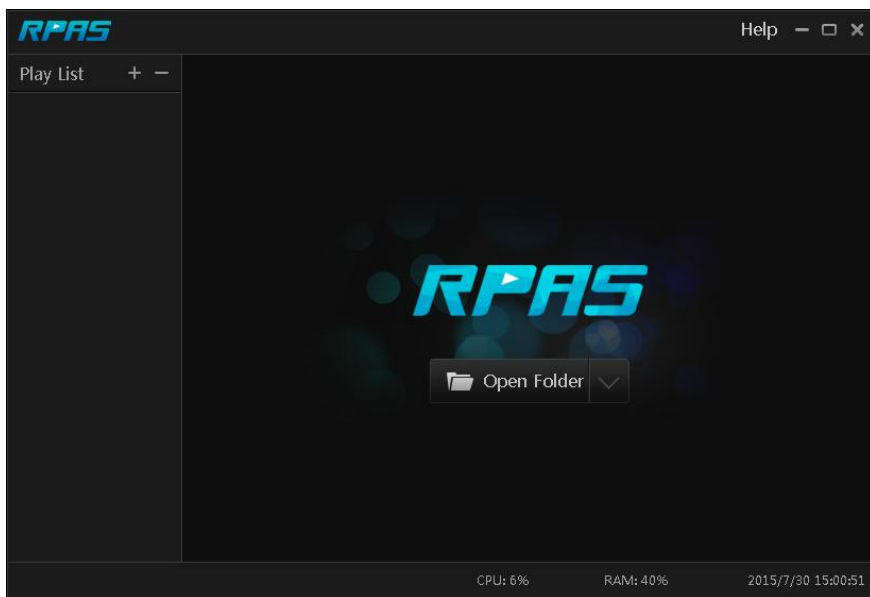 RPAS
Help
Play List + −
RPAS
Open Folder
CPU: 6% RAM: 40% 2015/7/30 15:00:51